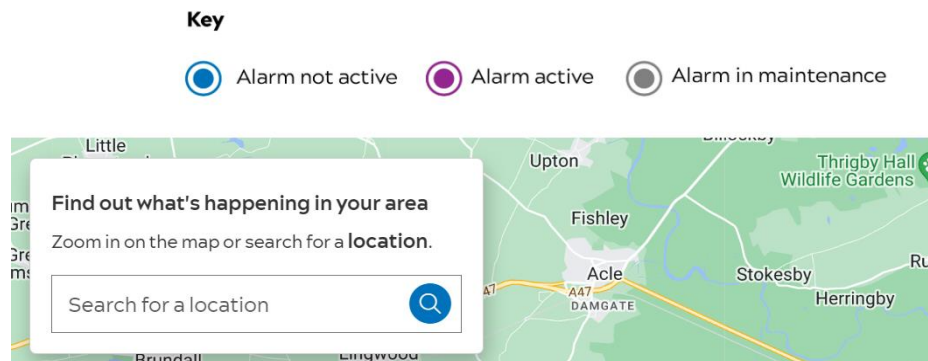 Key
Alarm not active
Alarm active
Alarm in maintenance
Little
Upton
Thrigby Hall
Wildlife Gardens
Find out what's happening in your area
Zoom in on the map or search for a location.
Search for a location
Fishley
Acle
A47
A47
DAMGATE
Stokesby
Herringby
Brundall
Lingwood